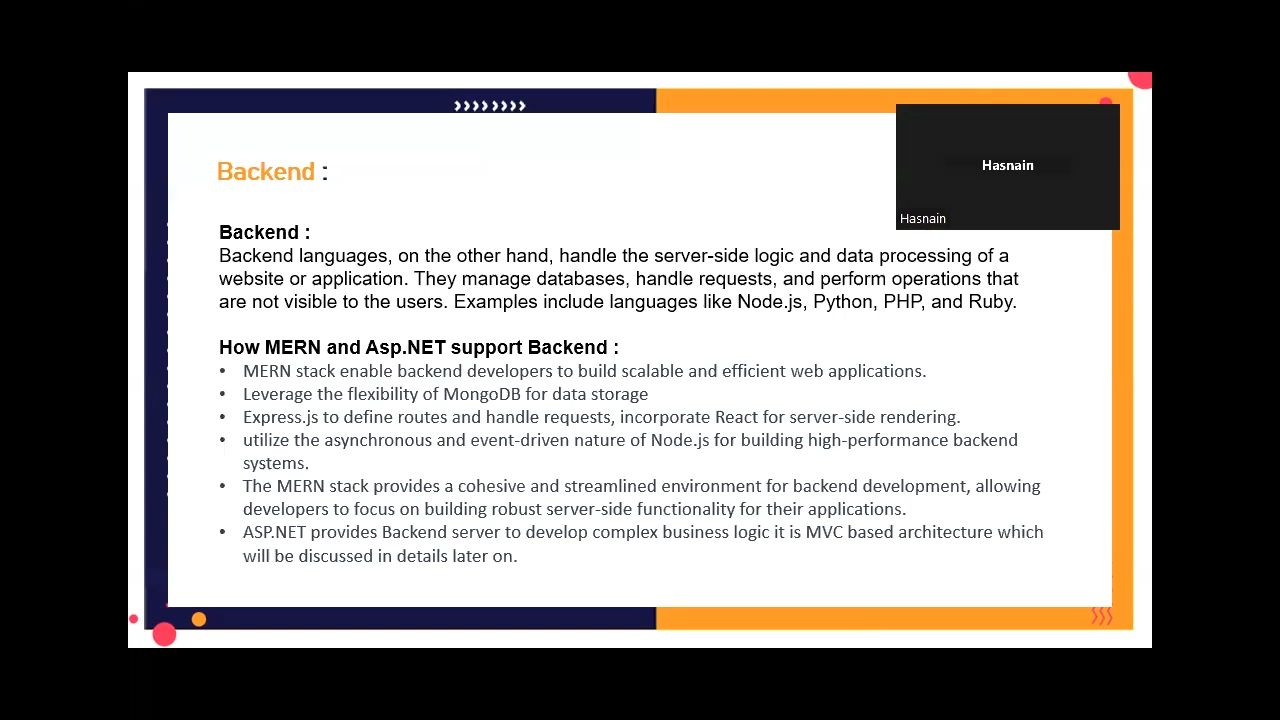 Backend :
Hasnain
Hasnain
Backend :
Backend languages, on the other hand, handle the server-side logic and data processing of a
website or application. They manage databases, handle requests, and perform operations that
are not visible to the users. Examples include languages like Node.js, Python, PHP, and Ruby.
How MERN and Asp.NET support Backend :
• MERN stack enable backend developers to build scalable and efficient web applications.
• Leverage the flexibility of MongoDB for data storage
• Express.js to define routes and handle requests, incorporate React for server-side rendering.
• utilize the asynchronous and event-driven nature of Node.js for building high-performance backend
systems.
• The MERN stack provides a cohesive and streamlined environment for backend development, allowing
developers to focus on building robust server-side functionality for their applications.
• ASP.NET provides Backend server to develop complex business logic it is MVC based architecture which
will be discussed in details later on.